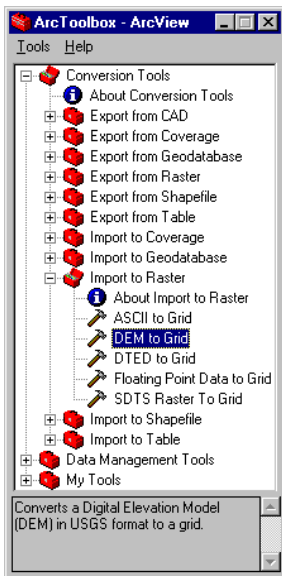 ArcToolbox - ArcView
Tools Help
Conversion Tools
About Conversion Tools
Export from CAD
Export from Coverage
Export from Geodatabase
Export from Raster
Export from Shapefile
Export from Table
Import to Coverage
Import to Geodatabase
Import to Raster
About Import to Raster
ASCII to Grid
DEM to Grid
DTED to Grid
Floating Point Data to Grid
SDTS Raster To Grid
Import to Shapefile
Import to Table
Data Management Tools
My Tools
Converts a Digital Elevation Model
(DEM) in USGS format to a grid.